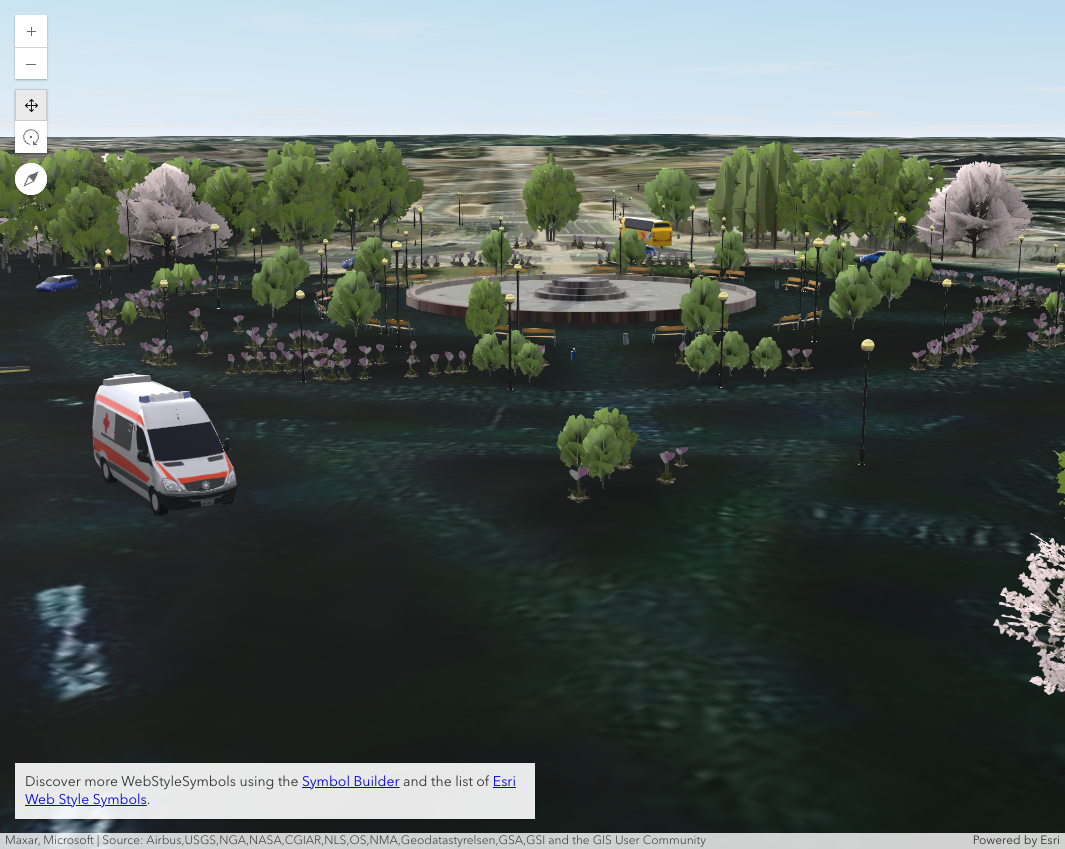 Discover more WebStyleSymbols using the Symbol Builder and the list of Esri
Web Style Symbols.
Maxar, Microsoft | Source: Airbus,USGS,NGA,NASA,CGIAR,NLS,OS,NMA,Geodatastyrelsen,GSA,GSI and the GIS User Community
Powered by Esri